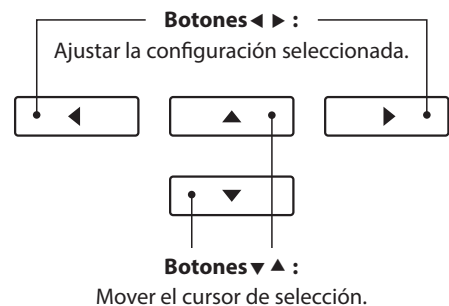 Botones ◀ ▶ :
Ajustar la configuración seleccionada.
◀ ▲ ▶
▼
Botones ▼ ▲ :
Mover el cursor de selección.